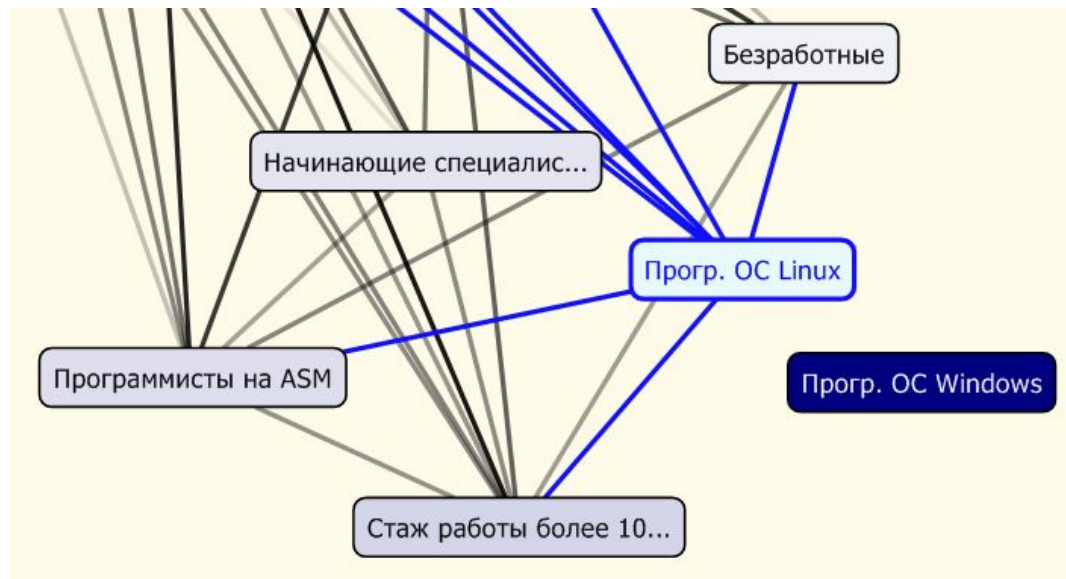 Безработные
Начинающие специалис...
Прогр. ОС Linux
Программисты на ASM
Прогр. ОС Windows
Стаж работы более 10...